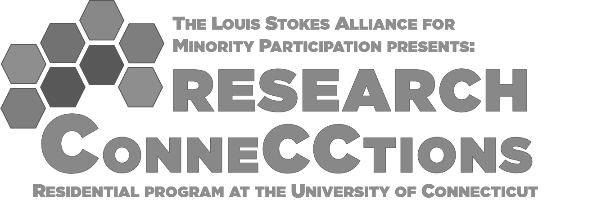 The Louis Stokes Alliance for
Minority Participation presents:
RESEARCH
ConneCCtions
Residential program at the University of Connecticut